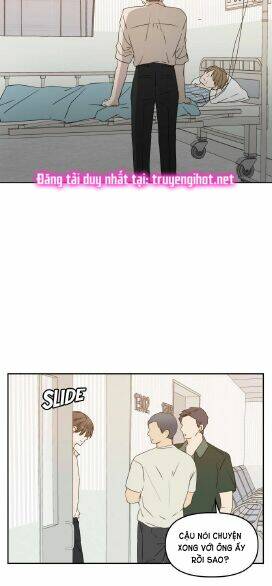 Đăng tải duy nhất tại – truyengihot.net
SLIDE
CẬU NÓI CHUYỆN
XONG VỚI ÔNG ẤY
RỒI SAO?